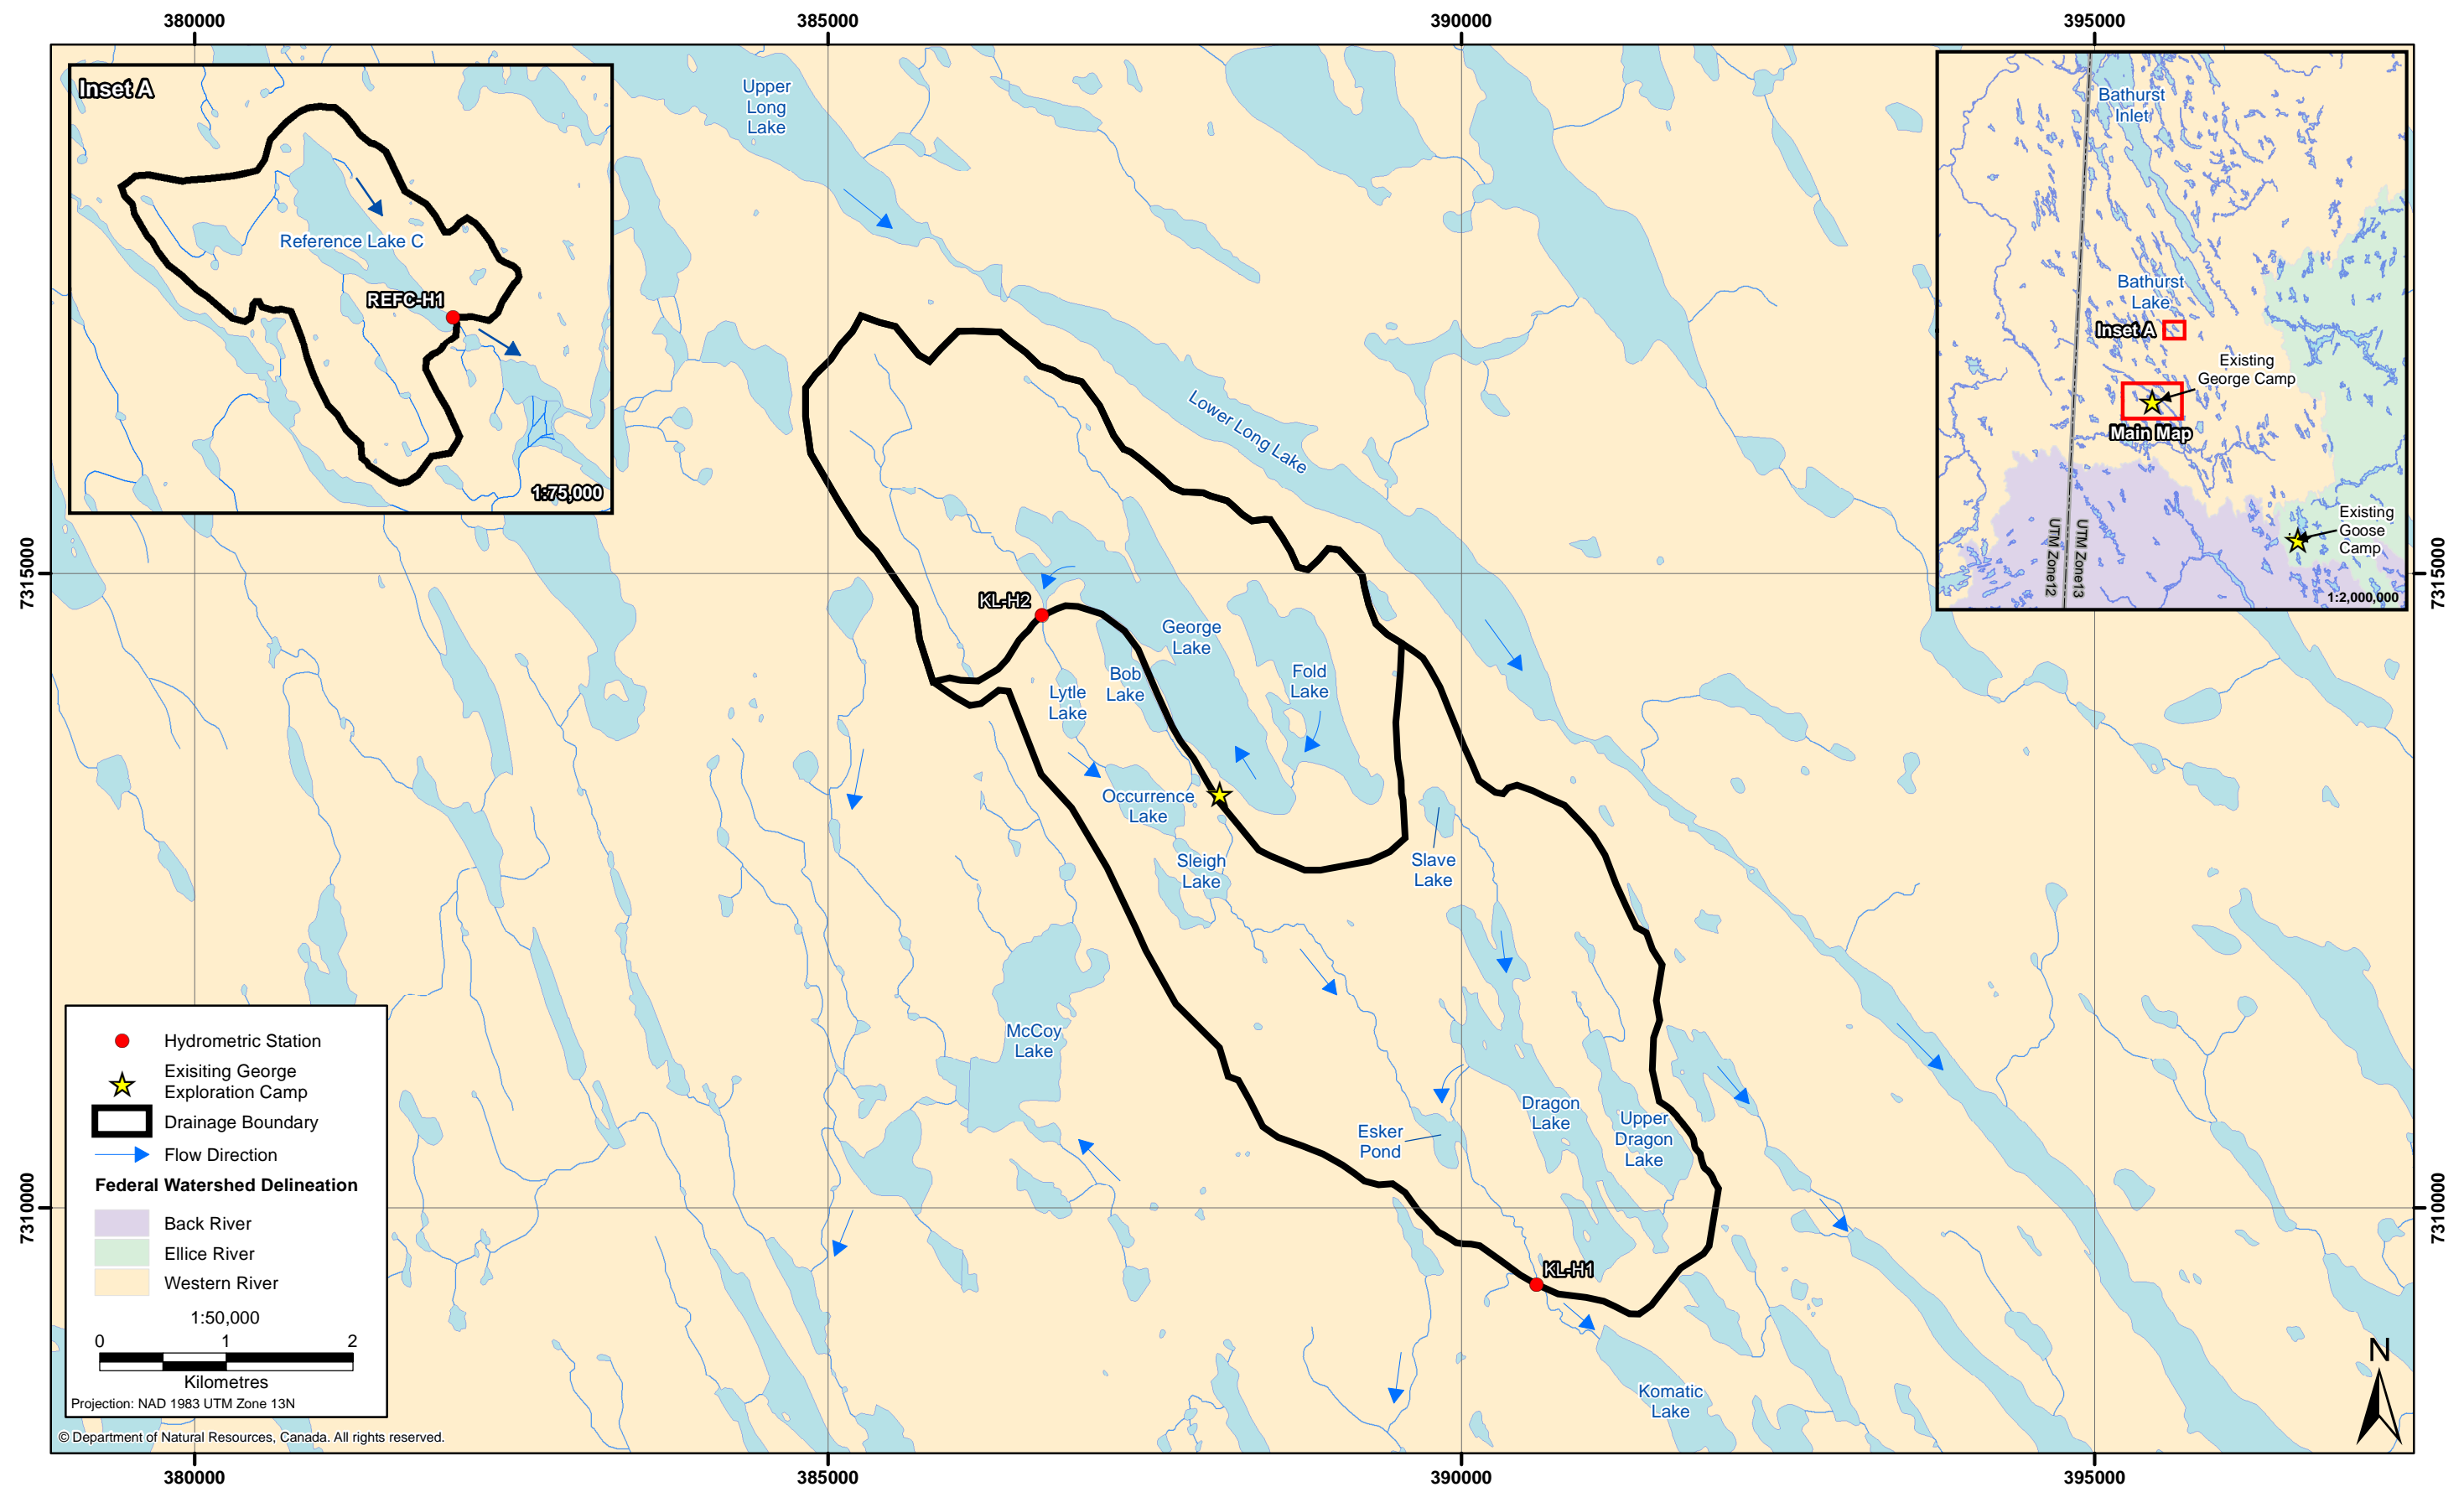 380000
385000
390000
395000
Inset A
Reference Lake C
REFC-H1
1:75,000
Upper
Long
Lake
Lower Long Lake
Bathurst
Inlet
Bathurst
Lake
Inset A
Existing
George Camp
Main Map
Existing
Goose
Camp
UTM Zone12
UTM Zone13
1:2,000,000
7315000
7315000
KL-H2
George
Lake
Bob
Lake
Fold
Lake
Lytle
Lake
Occurrence
Lake
Sleigh
Lake
Slave
Lake
McCoy
Lake
Dragon
Lake
Upper
Dragon
Lake
Esker
Pond
KL-H1
Komatic
Lake
7310000
7310000
Hydrometric Station
Exisiting George
Exploration Camp
Drainage Boundary
Flow Direction
Federal Watershed Delineation
Back River
Ellice River
Western River
1:50,000
0 1 2
Kilometres
Projection: NAD 1983 UTM Zone 13N
© Department of Natural Resources, Canada. All rights reserved.
N
380000
385000
390000
395000